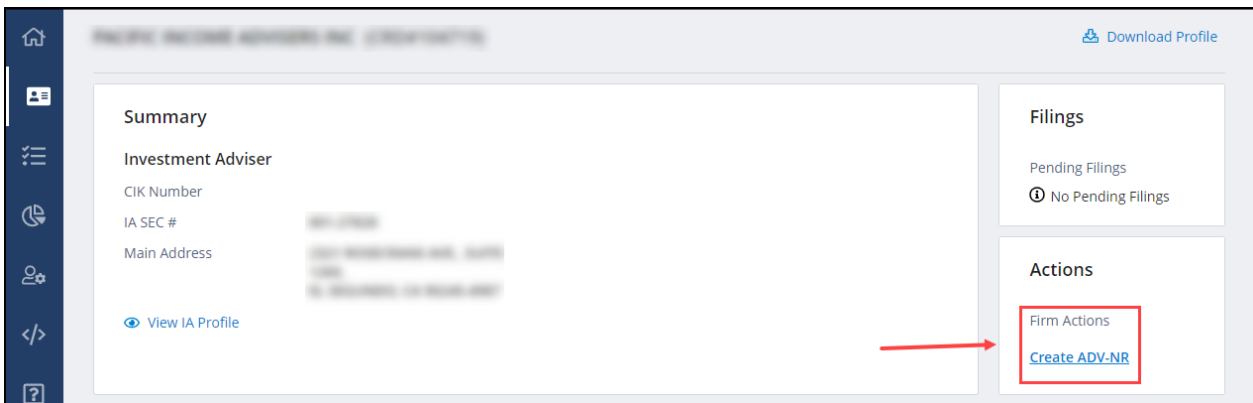 Download Profile
Summary
Investment Adviser
CIK Number
IA SEC #
Main Address
View IA Profile
Filings
Pending Filings
No Pending Filings
Actions
Firm Actions
Create ADV-NR